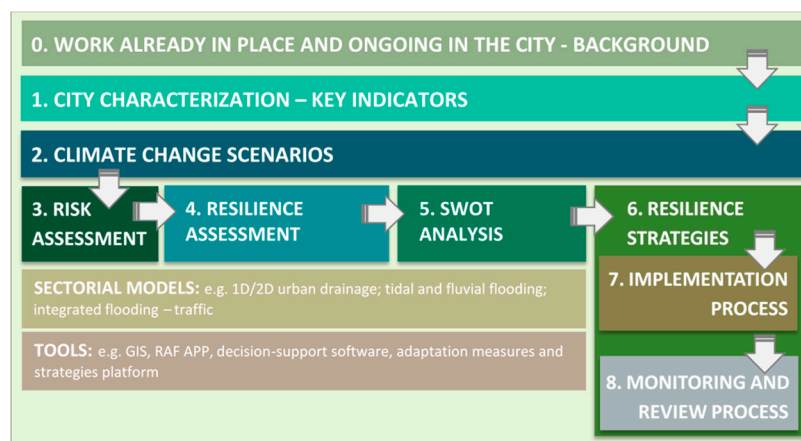 0. WORK ALREADY IN PLACE AND ONGOING IN THE CITY - BACKGROUND
1. CITY CHARACTERIZATION – KEY INDICATORS
2. CLIMATE CHANGE SCENARIOS
3. RISK
ASSESSMENT
4. RESILIENCE
ASSESSMENT
5. SWOT
ANALYSIS
6. RESILIENCE
STRATEGIES
SECTORIAL MODELS: e.g. 1D/2D urban drainage; tidal and fluvial flooding;
integrated flooding – traffic
TOOLS: e.g. GIS, RAF APP, decision-support software, adaptation measures and
strategies platform
7. IMPLEMENTATION
PROCESS
8. MONITORING AND
REVIEW PROCESS